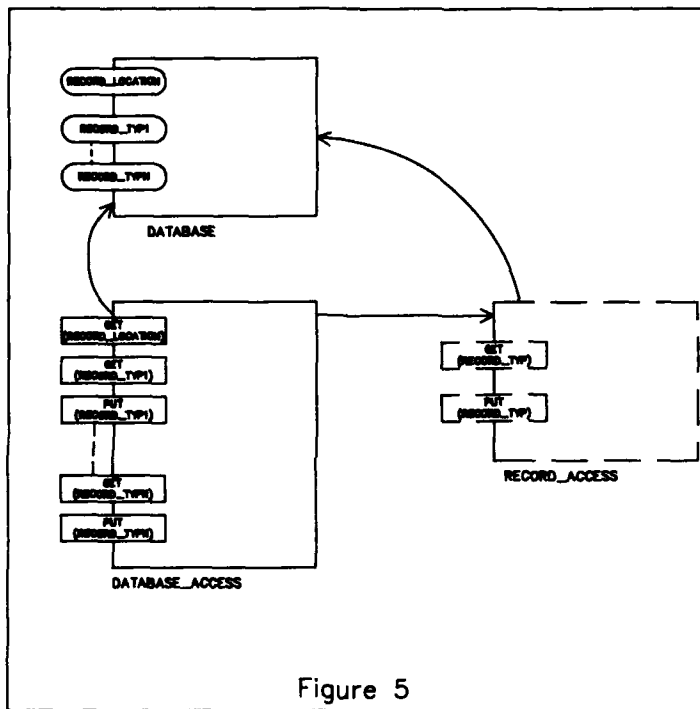 RECORD_LOCATION
RECORD_TYP1
RECORD_TYPN
DATABASE
GET
(RECORD_LOCATION)
GET
(RECORD_TYP1)
PUT
(RECORD_TYP1)
GET
(RECORD_TYPN)
PUT
(RECORD_TYPN)
DATABASE_ACCESS
GET
(RECORD_TYP)
PUT
(RECORD_TYP)
RECORD_ACCESS
Figure 5